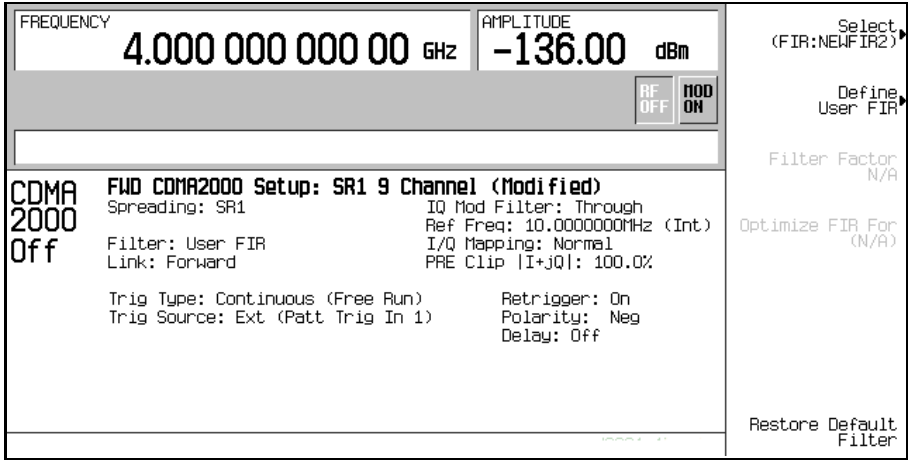 FREQUENCY
4.000 000 000 00 GHz
AMPLITUDE
-136.00 dBm
RF OFF
MOD ON
CDMA 2000 Off
FWD CDMA2000 Setup: SR1 9 Channel (Modified)
Spreading: SR1
IQ Mod Filter: Through
Ref Freq: 10.0000000MHz (Int)
Filter: User FIR
I/Q Mapping: Normal
Link: Forward
PRE Clip |I+jQ|: 100.0%
Trig Type: Continuous (Free Run)
Retrigger: On
Trig Source: Ext (Patt Trig In 1)
Polarity: Neg
Delay: Off
Select
(FIR:NEWFIR2)
Define
User FIR
Filter Factor
N/A
Optimize FIR For
(N/A)
Restore Default
Filter